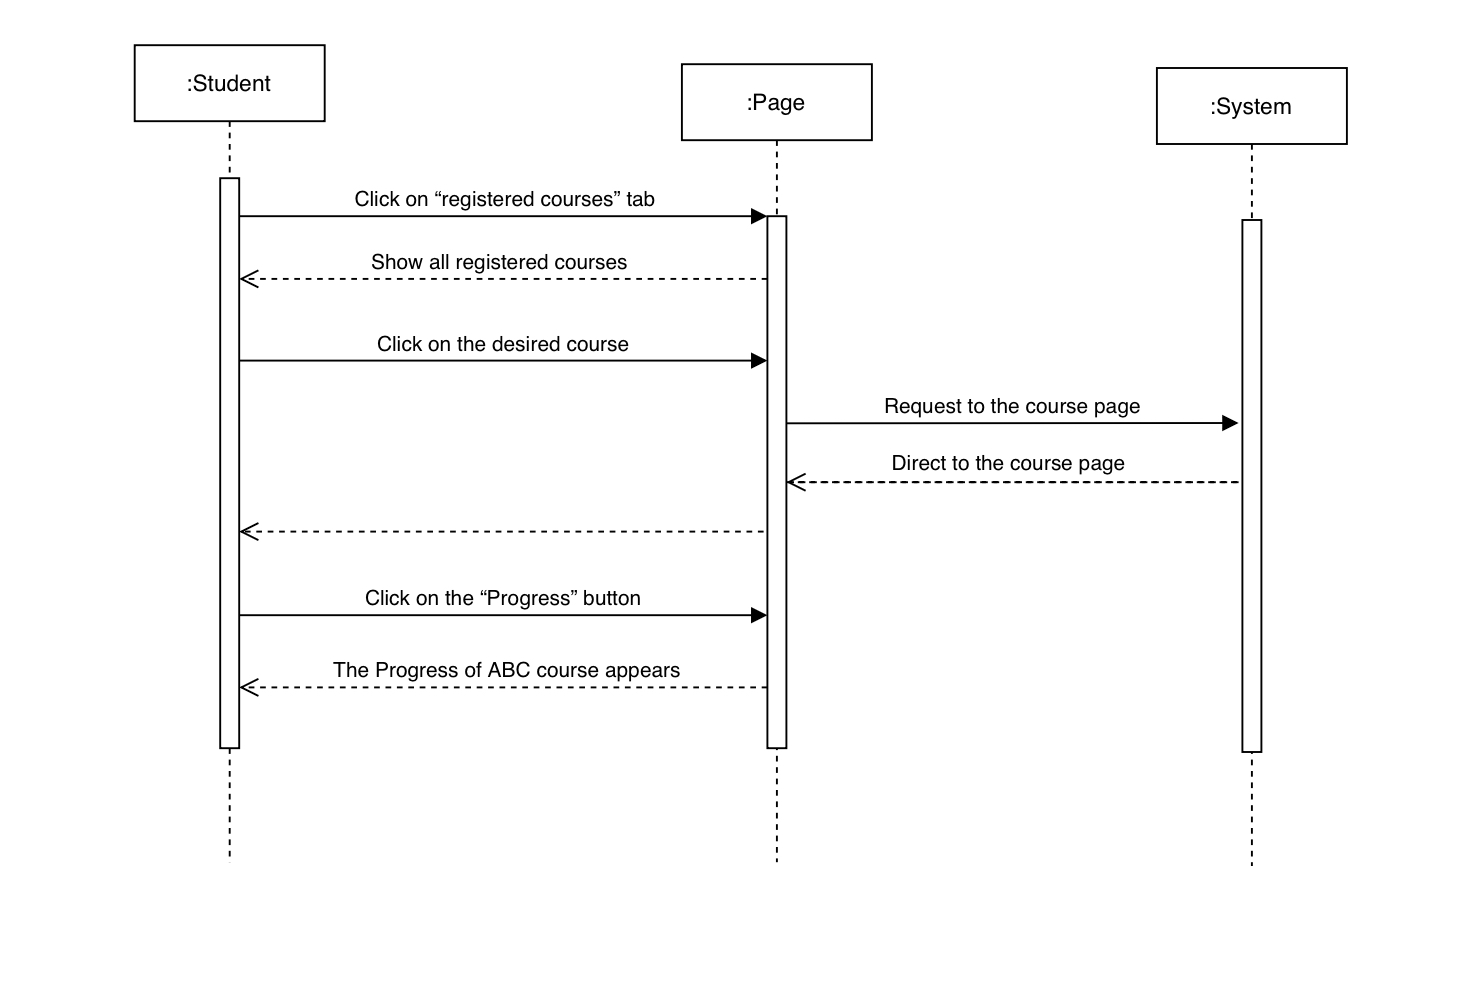 :Student
:Page
:System
Click on “registered courses” tab
Show all registered courses
Click on the desired course
Request to the course page
Direct to the course page
Click on the “Progress” button
The Progress of ABC course appears